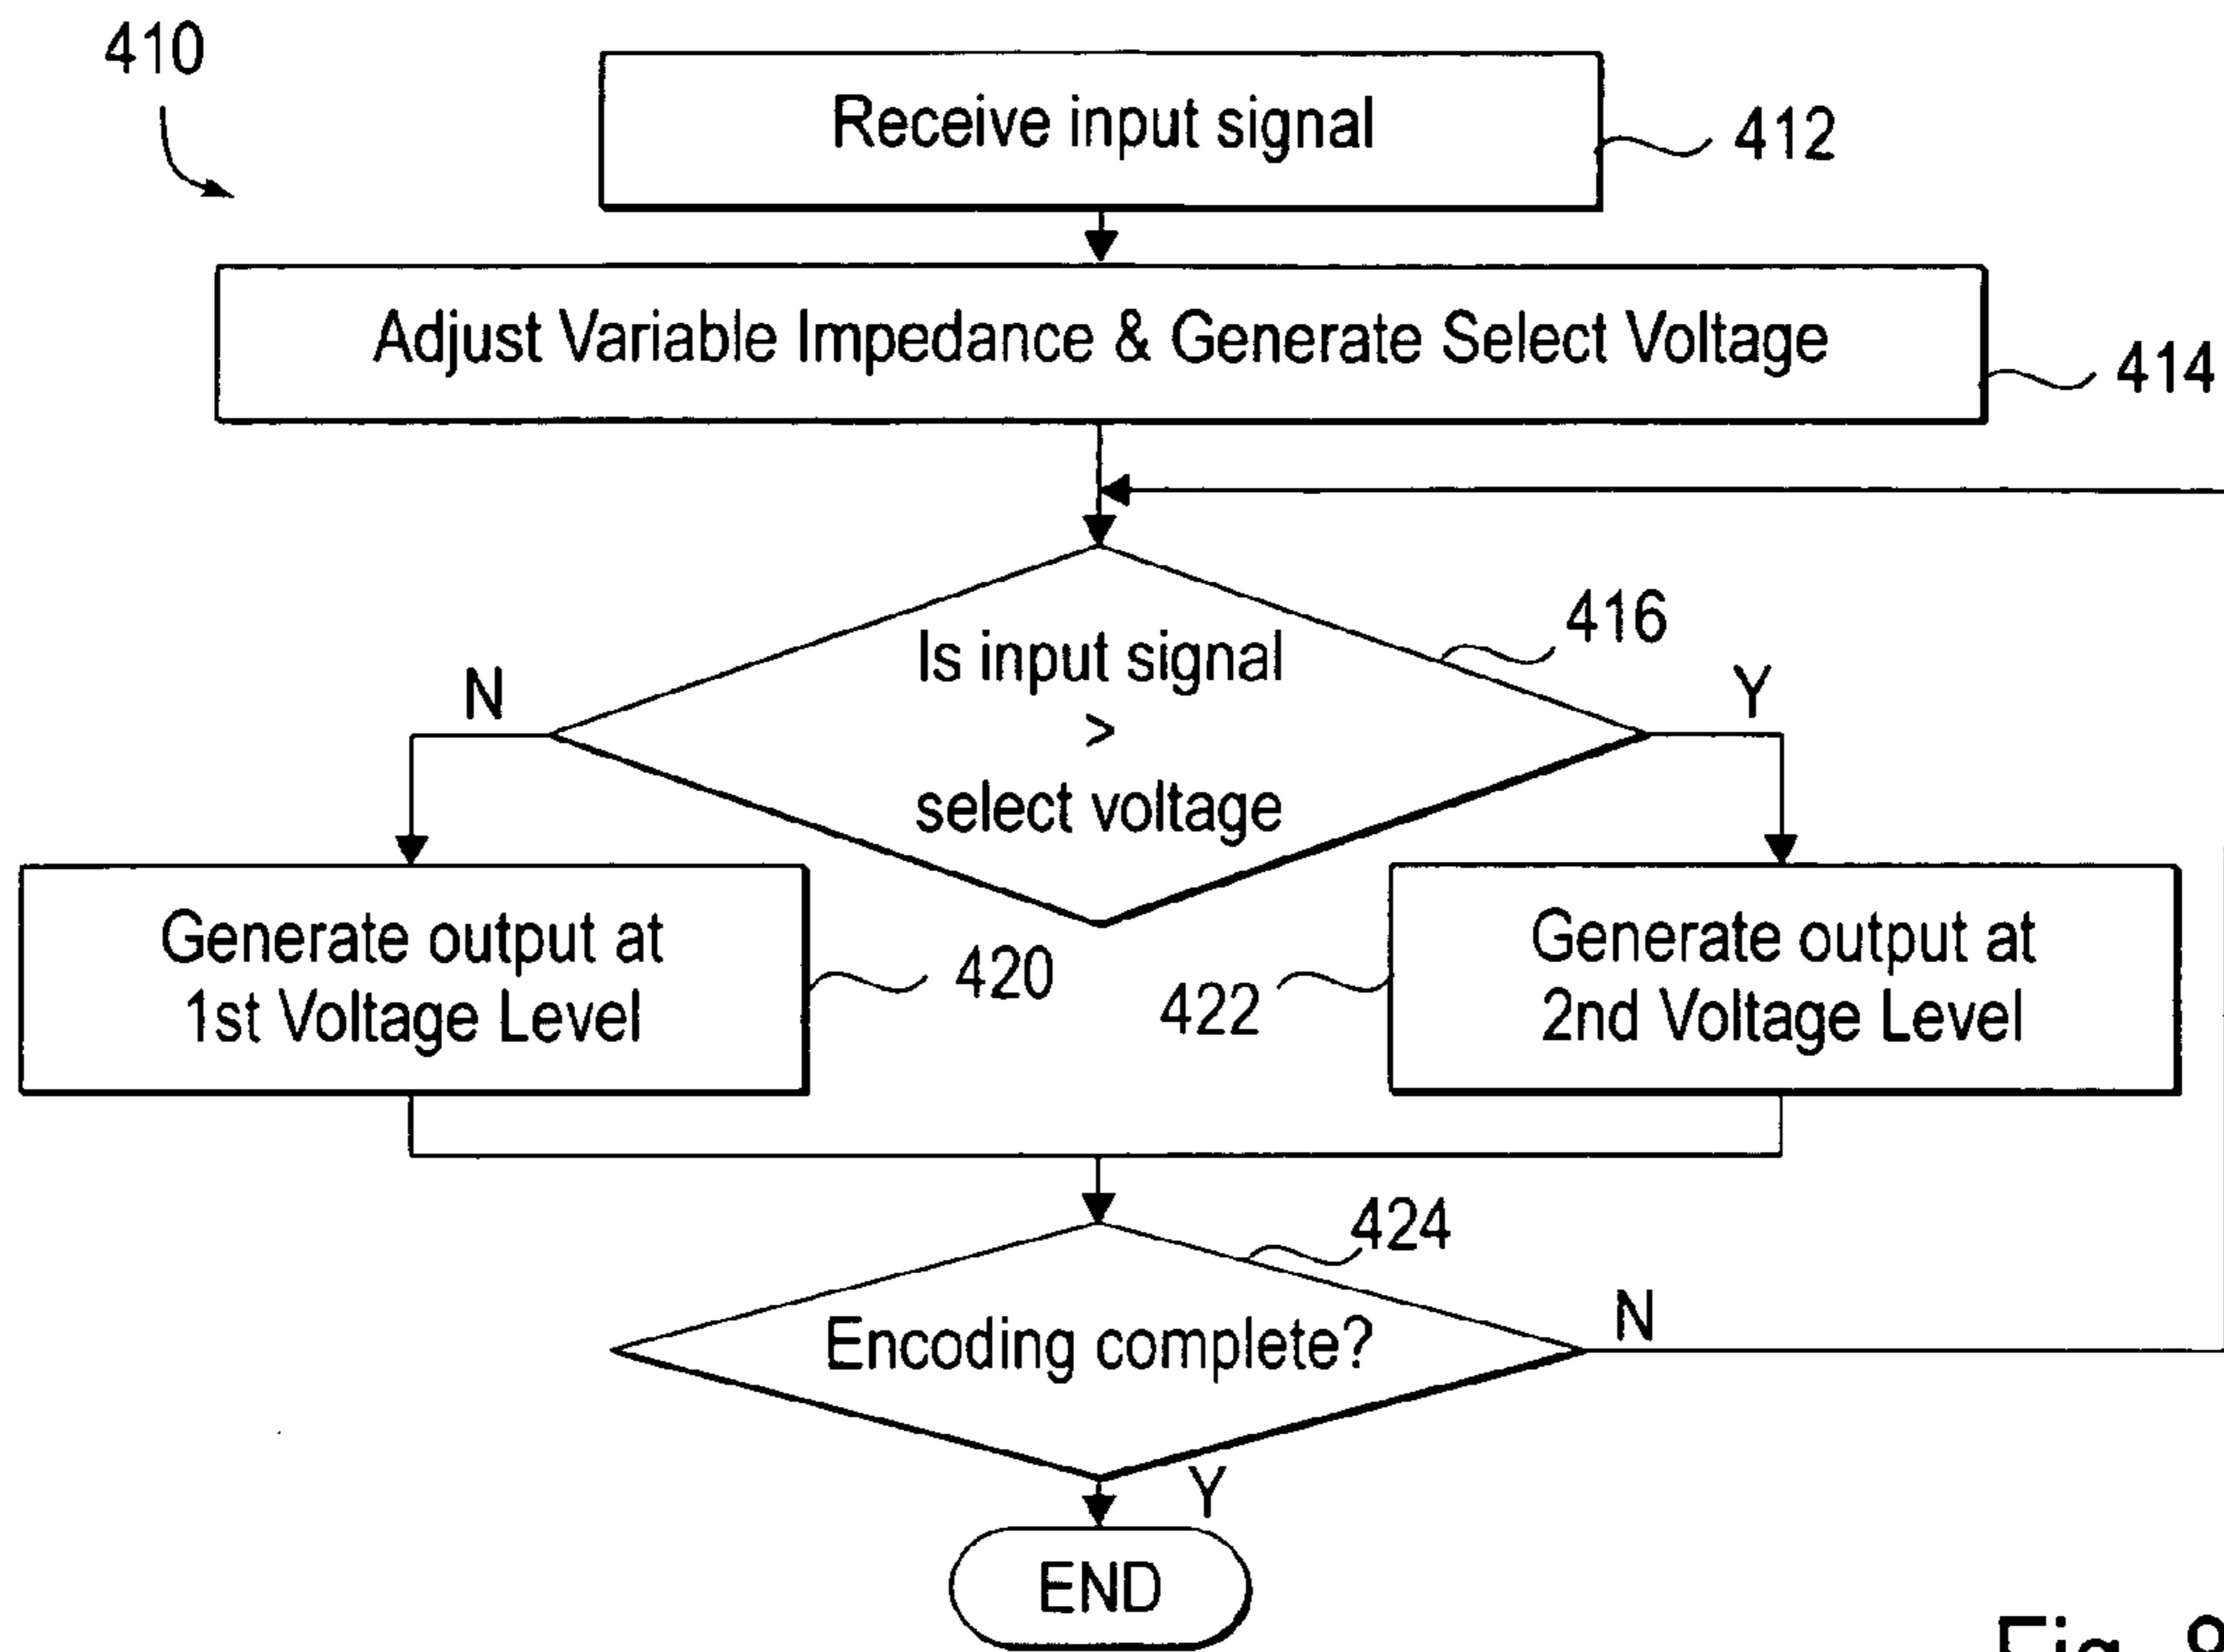 410
Receive input signal
412
Adjust Variable Impedance & Generate Select Voltage
414
Is input signal
>
select voltage
416
N
Y
Generate output at
1st Voltage Level
420
422
Generate output at
2nd Voltage Level
424
Encoding complete?
N
Y
END